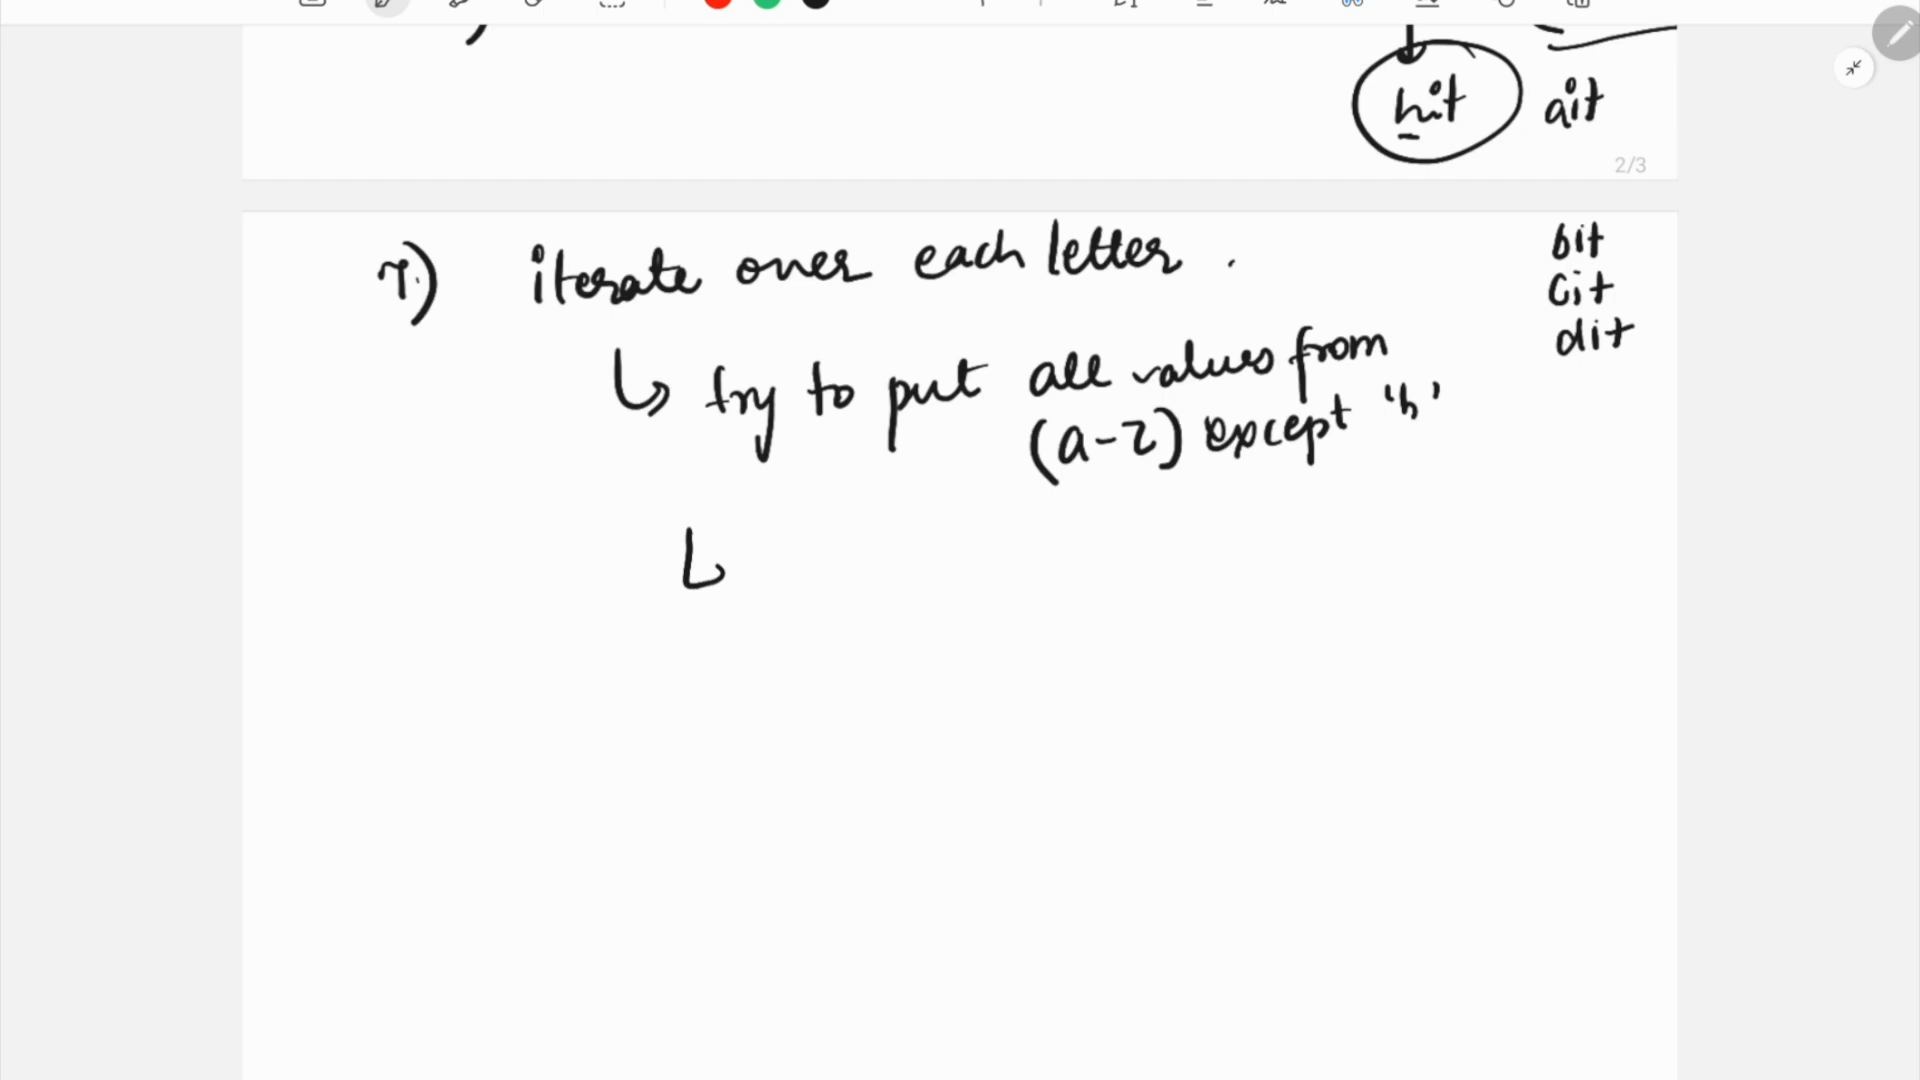 hit ait
2/3
7.) iterate over each letter .
bit
cit
dit
↳ try to put all values from
(a-z) except 'h'
↳